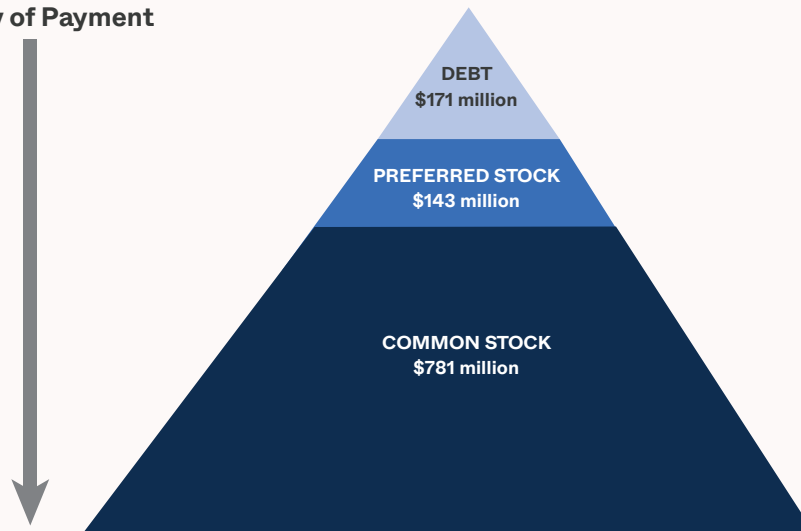 of Payment
DEBT
$171 million
PREFERRED STOCK
$143 million
COMMON STOCK
$781 million